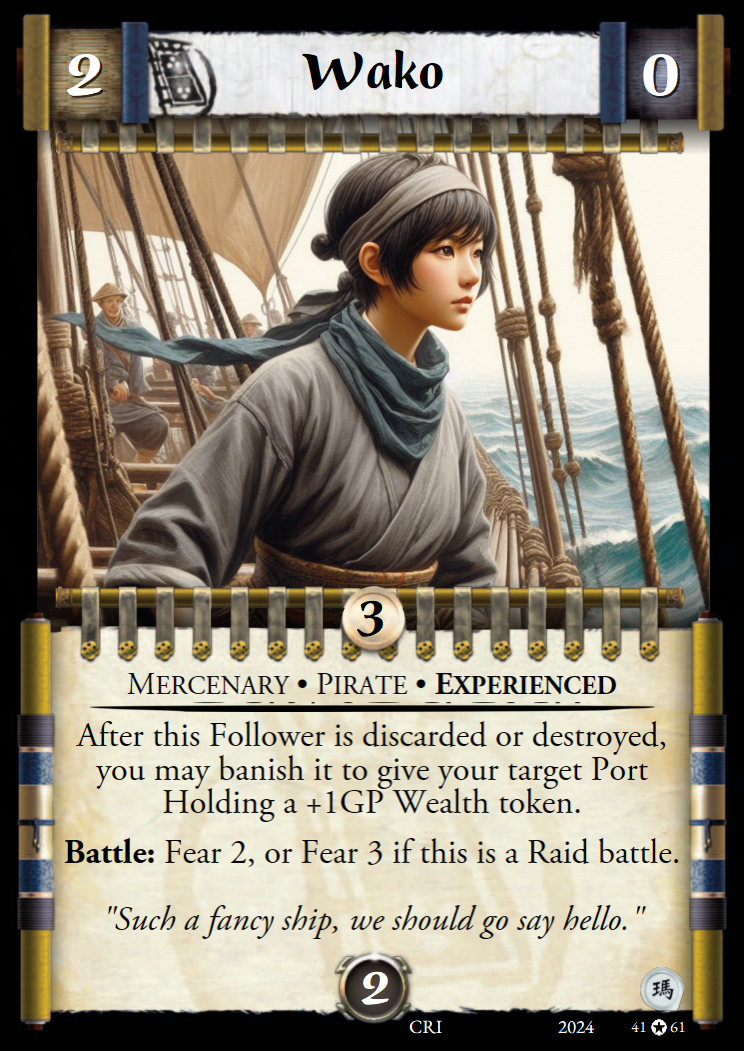 2 Wako 0
3
MERCENARY • PIRATE • EXPERIENCED
After this Follower is discarded or destroyed,
you may banish it to give your target Port
Holding a +1GP Wealth token.
Battle: Fear 2, or Fear 3 if this is a Raid battle.
"Such a fancy ship, we should go say hello."
2
瑪
CRI 2024 41 61